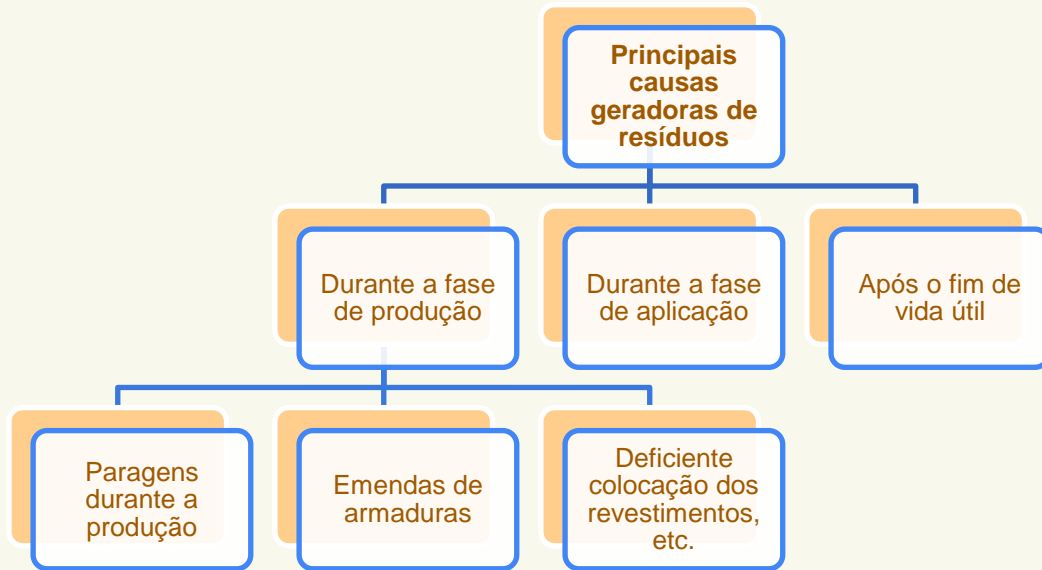 Principais
causas
geradoras de
resíduos
Durante a fase
de produção
Durante a fase
de aplicação
Após o fim de
vida útil
Paragens
durante a
produção
Emendas de
armaduras
Deficiente
colocação dos
revestimentos,
etc.